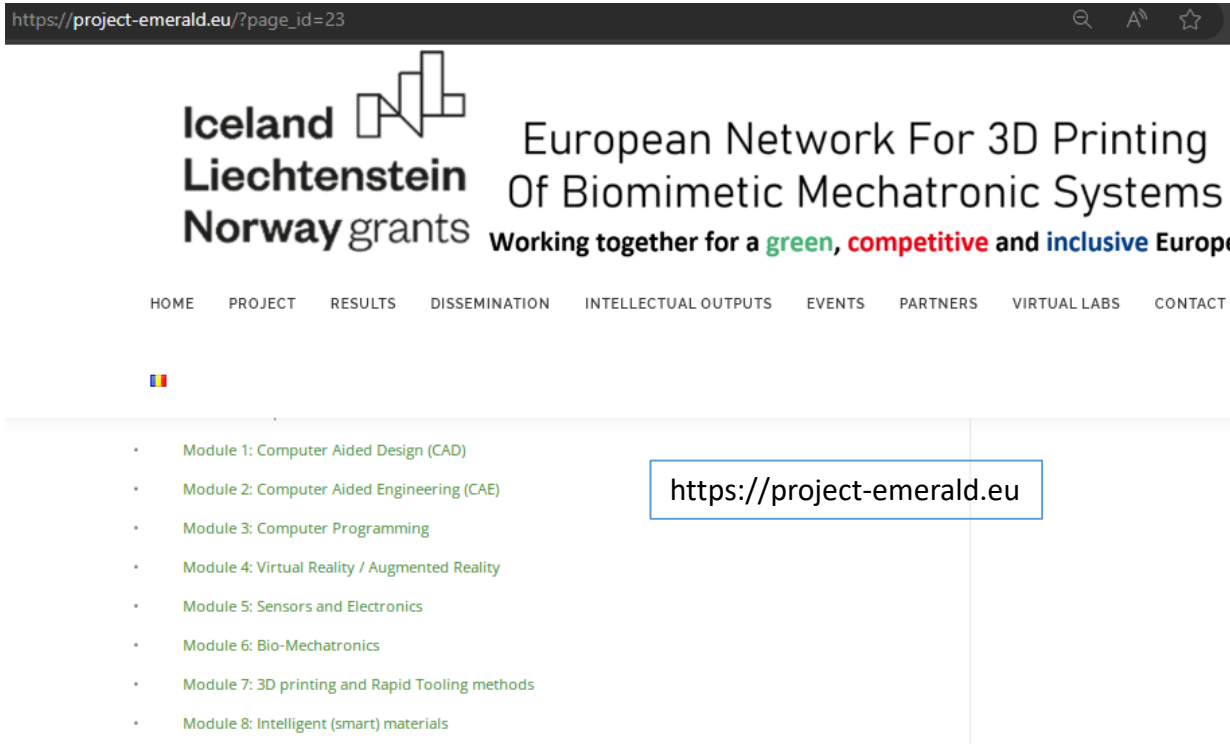 https://project-emerald.eu/?page_id=23
Iceland
Liechtenstein
Norway grants
European Network For 3D Printing
Of Biomimetic Mechatronic Systems
Working together for a green, competitive and inclusive Europe
HOME PROJECT RESULTS DISSEMINATION INTELLECTUAL OUTPUTS EVENTS PARTNERS VIRTUAL LABS CONTACT
• Module 1: Computer Aided Design (CAD)
• Module 2: Computer Aided Engineering (CAE)
https://project-emerald.eu
• Module 3: Computer Programming
• Module 4: Virtual Reality / Augmented Reality
• Module 5: Sensors and Electronics
• Module 6: Bio-Mechatronics
• Module 7: 3D printing and Rapid Tooling methods
• Module 8: Intelligent (smart) materials